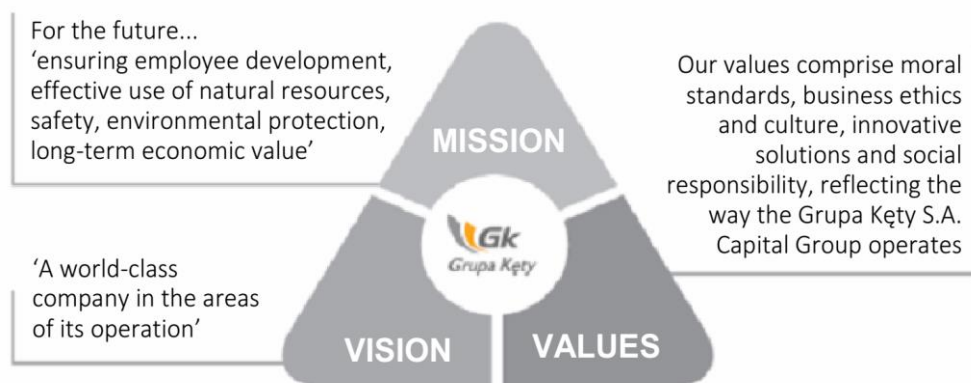 For the future...
‘ensuring employee development,
effective use of natural resources,
safety, environmental protection,
long-term economic value’
MISSION
Our values comprise moral
standards, business ethics
and culture, innovative
solutions and social
responsibility, reflecting the
way the Grupa Kęty S.A.
Capital Group operates
Gk
Grupa Kęty
‘A world-class
company in the areas
of its operation’
VISION
VALUES